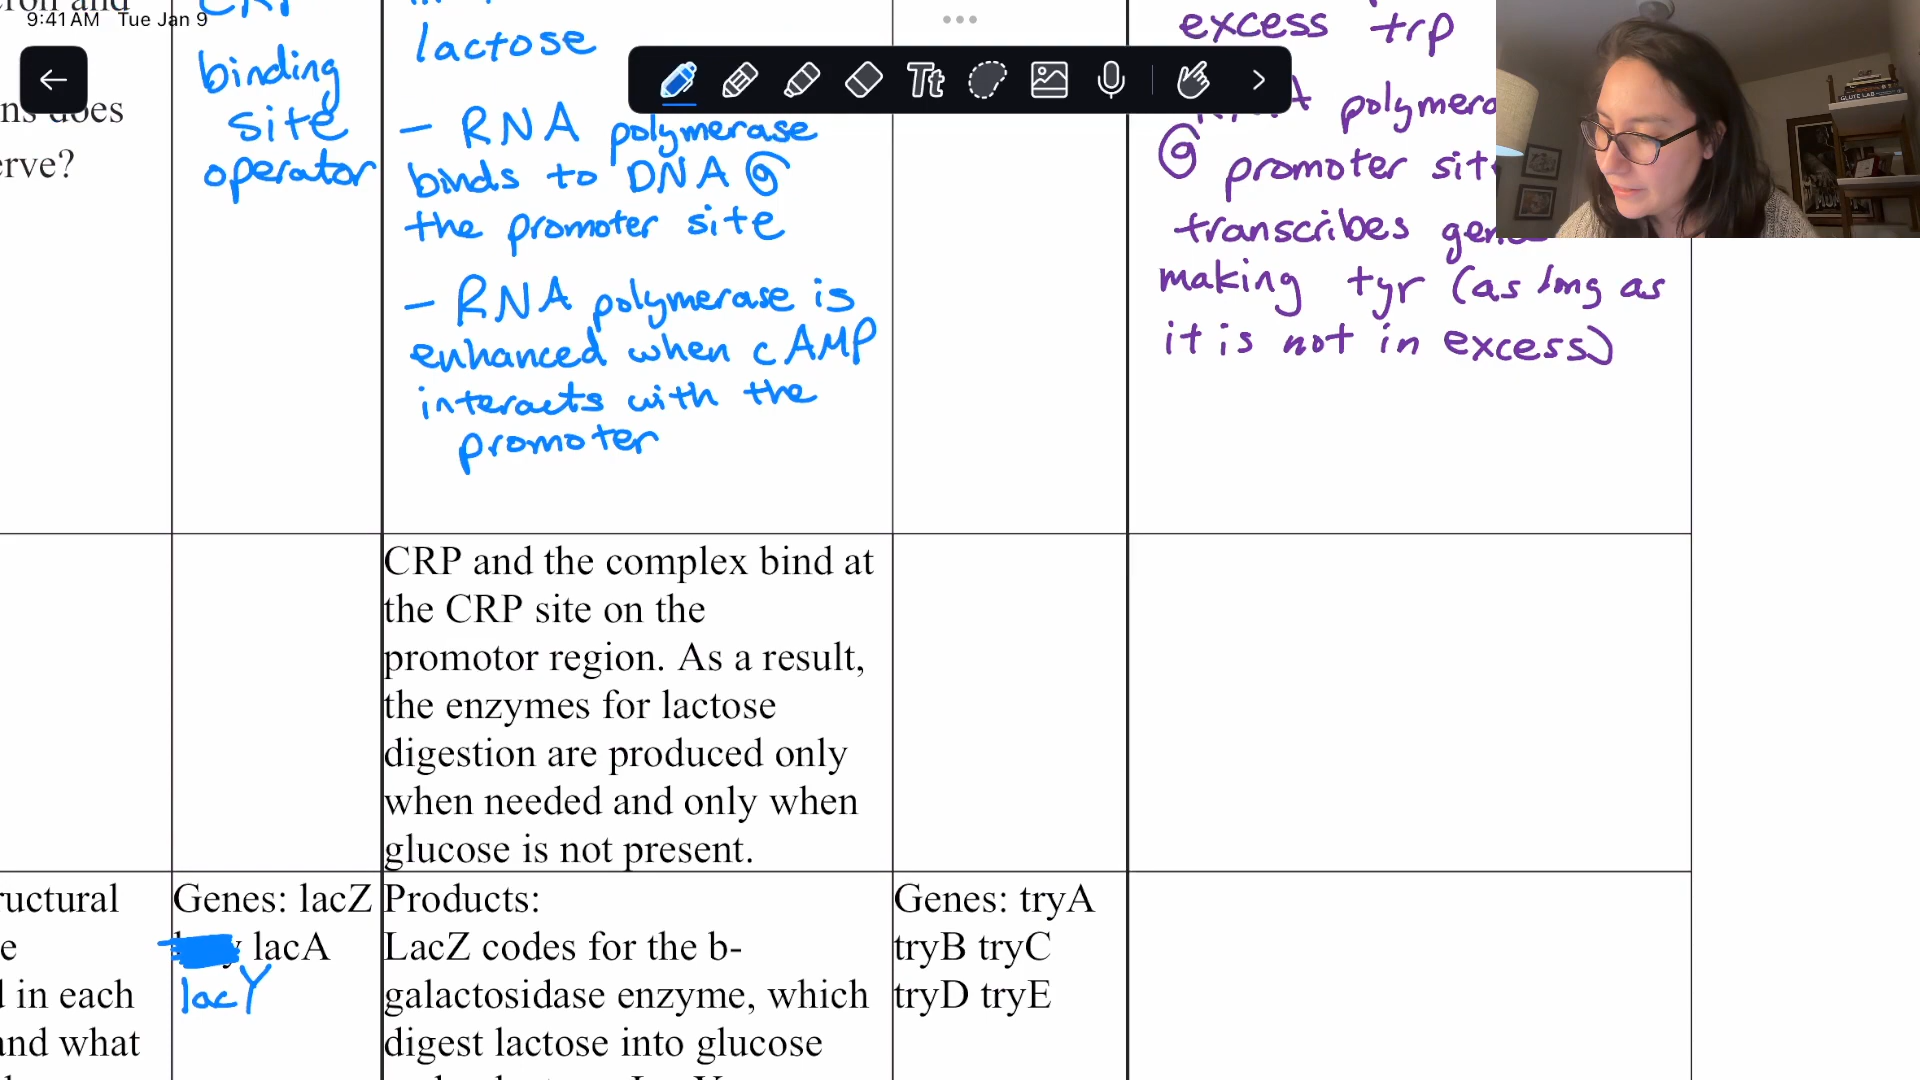 9:41 AM Tue Jan 9
does
erve?
binding
site
operator
lactose
– RNA polymerase
binds to DNA @
the promoter site
– RNA polymerase is
enhanced when cAMP
interacts with the
promoter
Tt
excess trp
@ promoter
transcribes
making tyr (as long as
it is not in excess)
CRP and the complex bind at
the CRP site on the
promotor region. As a result,
the enzymes for lactose
digestion are produced only
when needed and only when
glucose is not present.
ructural
e
in each
and what
Genes: lacZ
lacA
lacY
Products:
LacZ codes for the b-
galactosidase enzyme, which
digest lactose into glucose
Genes: tryA
tryB tryC
tryD tryE
GLUTE LAB